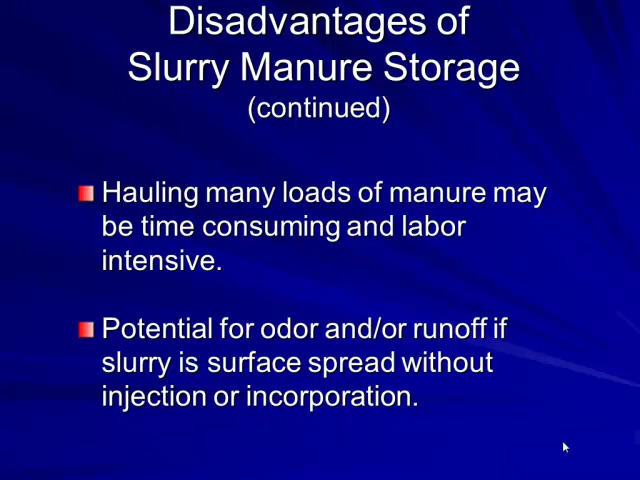 Disadvantages of
Slurry Manure Storage
(continued)
Hauling many loads of manure may
be time consuming and labor
intensive.
Potential for odor and/or runoff if
slurry is surface spread without
injection or incorporation.